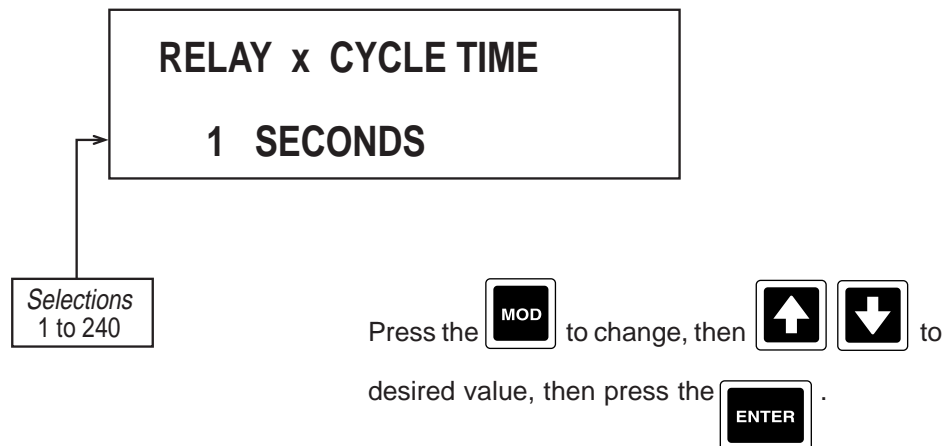 RELAY x CYCLE TIME
1 SECONDS
Selections
1 to 240
Press the MOD to change, then to
desired value, then press the ENTER .